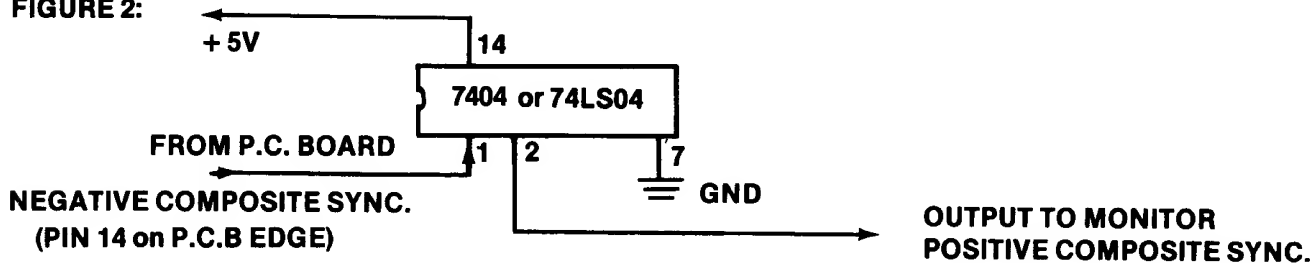 FIGURE 2:
+ 5V
14
7404 or 74LS04
FROM P.C. BOARD
1
2
7
GND
NEGATIVE COMPOSITE SYNC.
(PIN 14 on P.C.B EDGE)
OUTPUT TO MONITOR
POSITIVE COMPOSITE SYNC.